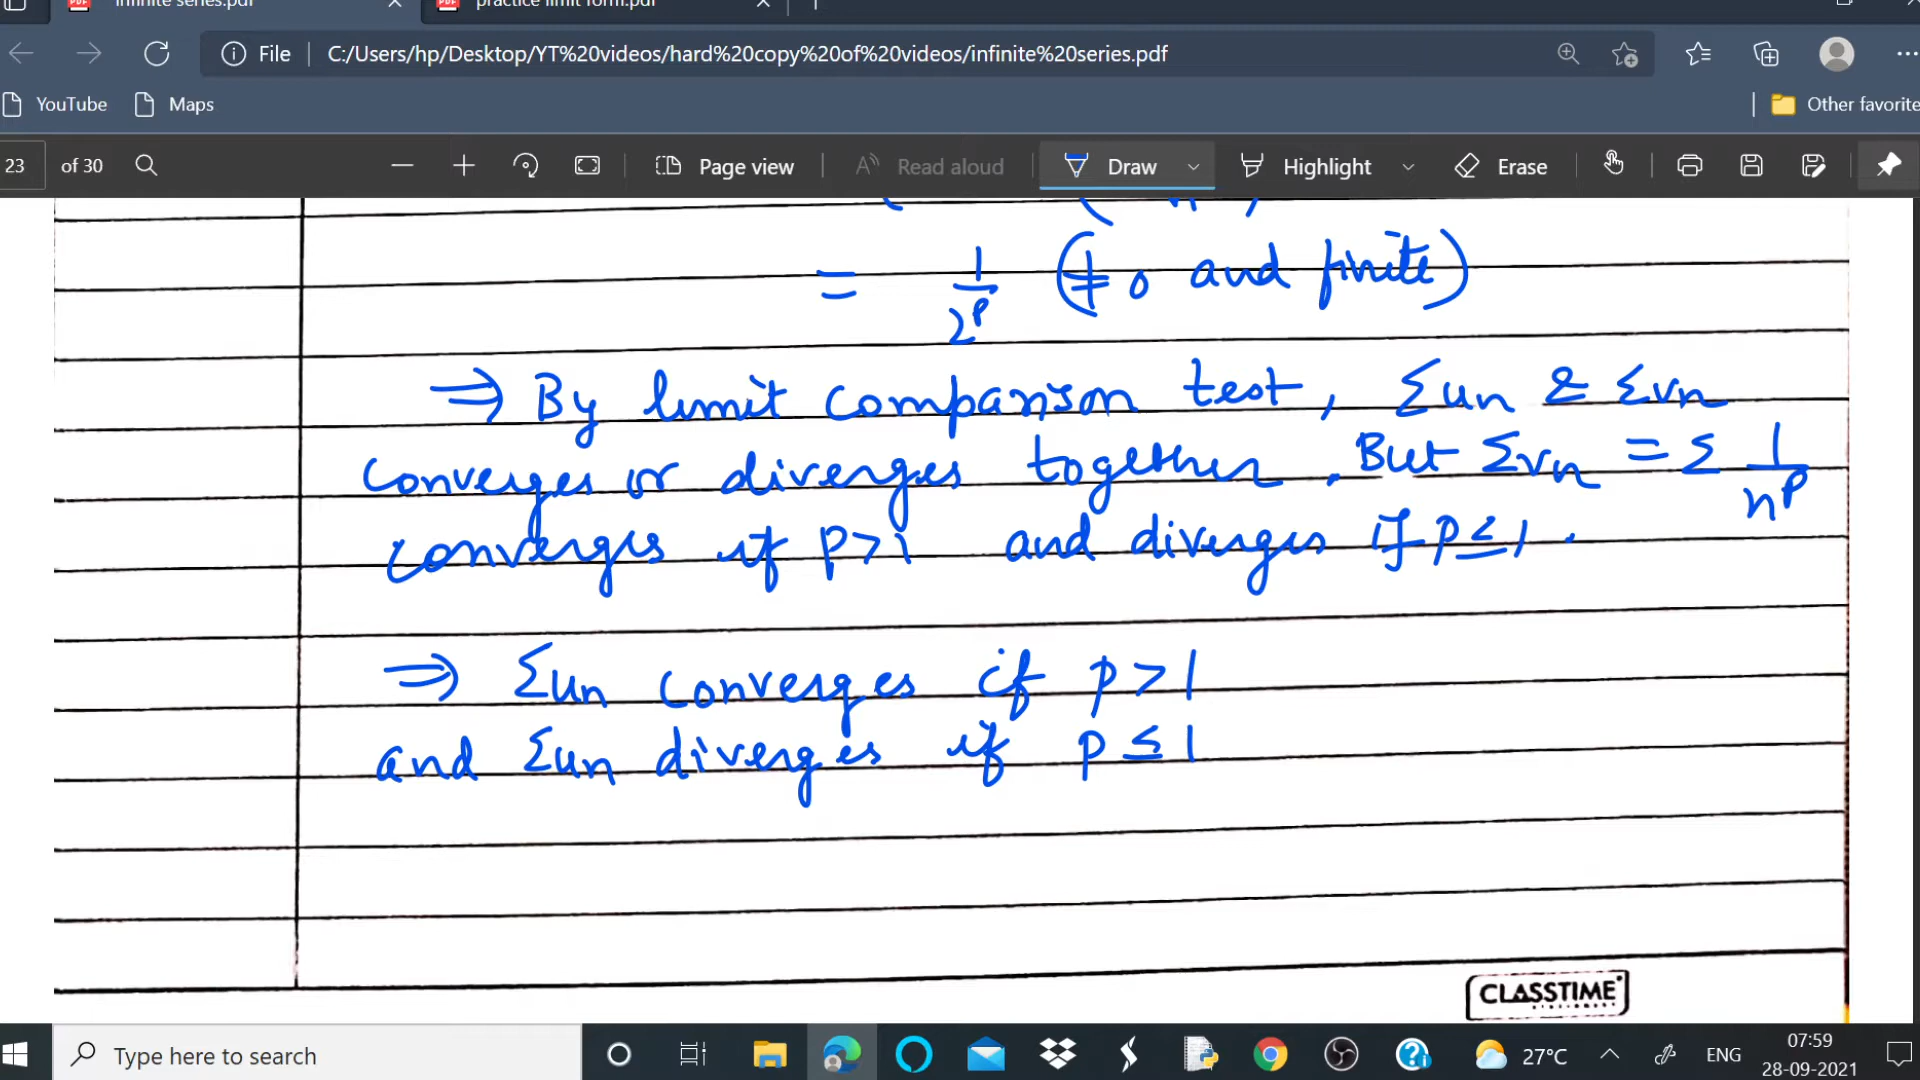 infinite series.pdf
practice limit form.pdf
File
C:/Users/hp/Desktop/YT%20videos/hard%20copy%20of%20videos/infinite%20series.pdf
YouTube
Maps
Other favorite
23 of 30
Page view
Read aloud
Draw
Highlight
Erase
= 1/2^p (≠ 0 and finite)
⇒ By limit comparison test, Σun & Σvn
converges or diverges together. But Σvn = Σ 1/n^p
converges if p>1 and diverges if p≤1.
⇒ Σun converges if p>1
and Σun diverges if p≤1
CLASSTIME
Type here to search
27°C
ENG
07:59
28-09-2021